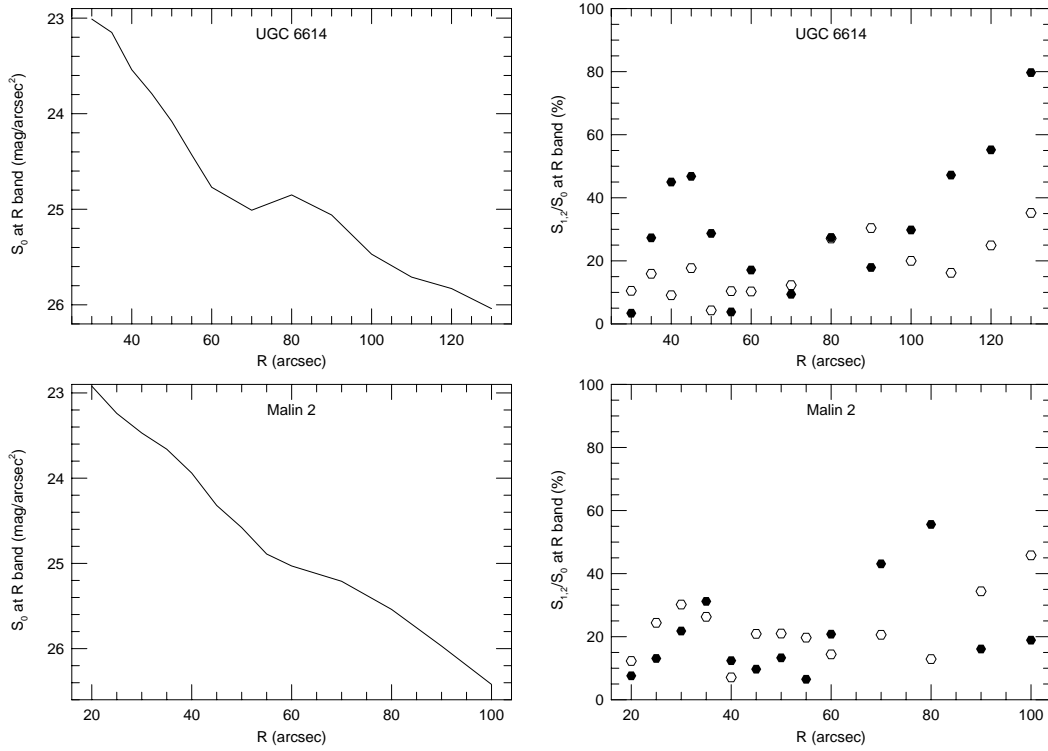 UGC 6614
23
24
25
26
S₀ at R band (mag/arcsec²)
40 60 80 100 120
R (arcsec)
UGC 6614
100
80
60
40
20
0
S₁,₂/S₀ at R band (%)
40 60 80 100 120
R (arcsec)
Malin 2
23
24
25
26
S₀ at R band (mag/arcsec²)
20 40 60 80 100
R (arcsec)
Malin 2
100
80
60
40
20
0
S₁,₂/S₀ at R band (%)
20 40 60 80 100
R (arcsec)